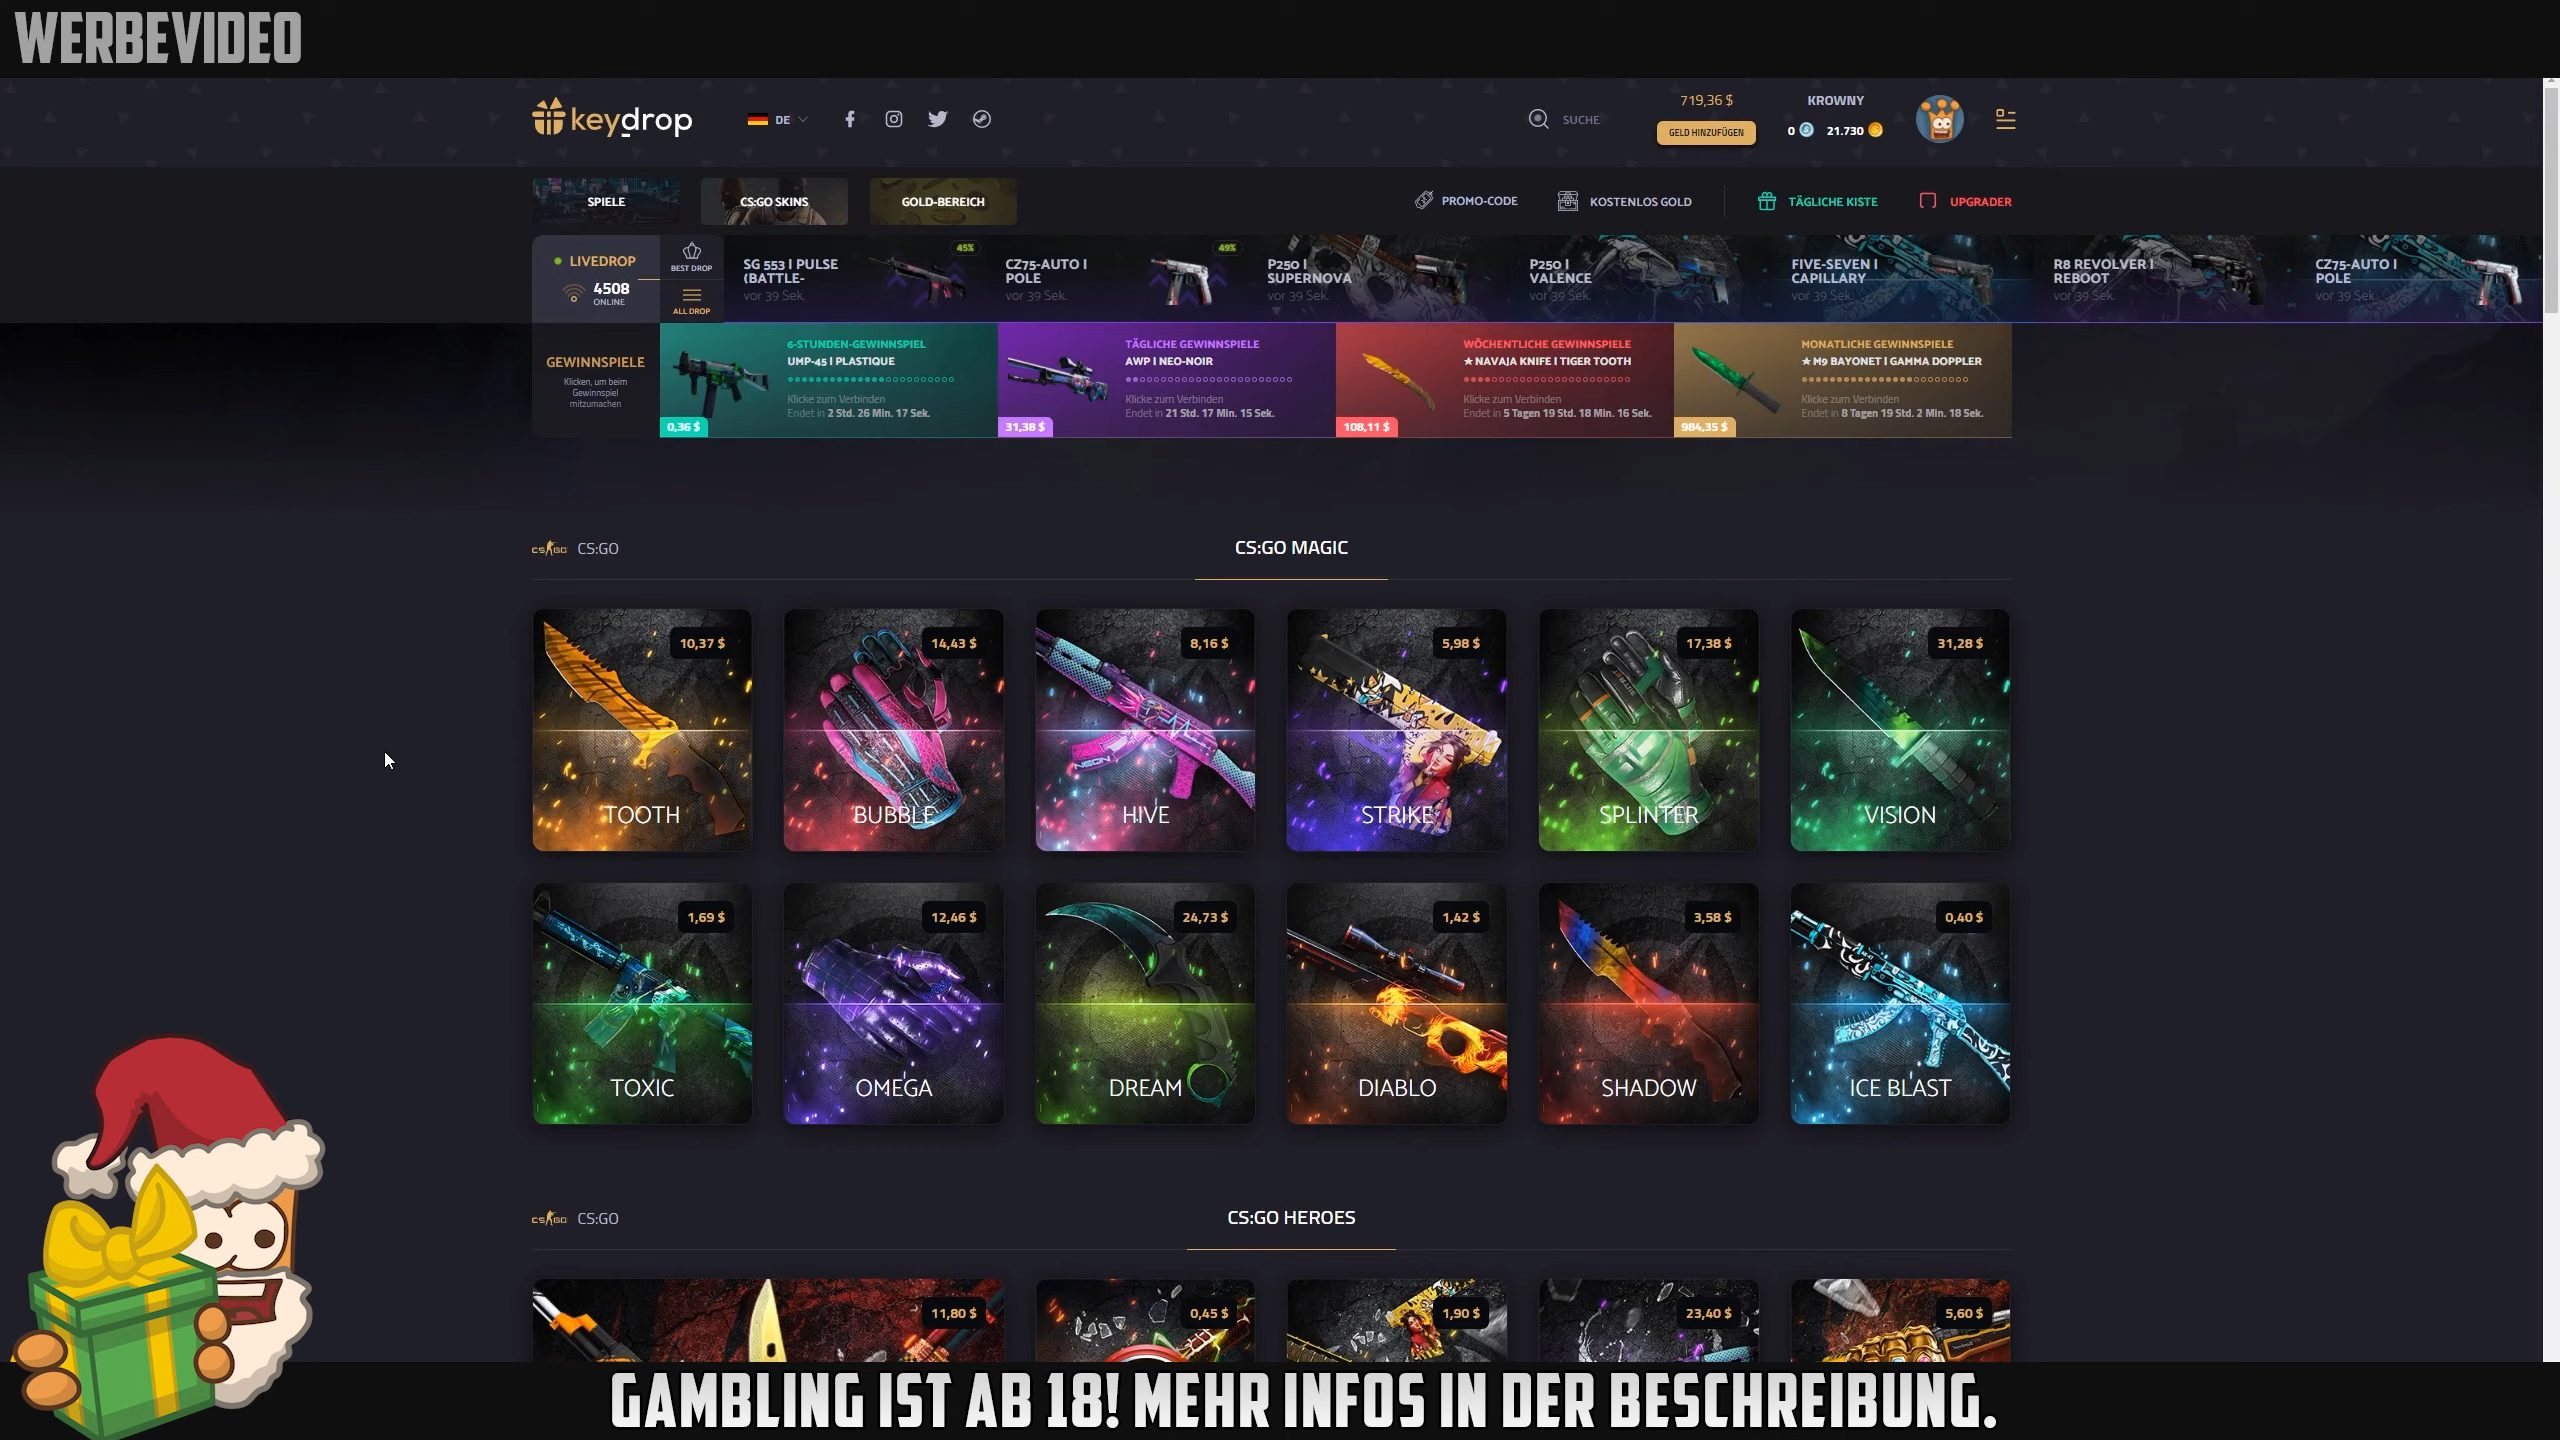 WERBEVIDEO
keydrop
DE
SUCHE
719,36 $
GELD HINZUFÜGEN
KROWNY
0
21.730
SPIELE
CS:GO SKINS
GOLD-BEREICH
PROMO-CODE
KOSTENLOS GOLD
TÄGLICHE KISTE
UPGRADER
LIVEDROP
4508
ONLINE
BEST DROP
ALL DROP
SG 553 | PULSE
(BATTLE-
vor 39 Sek.
45%
CZ75-AUTO |
POLE
vor 39 Sek.
49%
P250 |
SUPERNOVA
vor 39 Sek.
P250 |
VALENCE
vor 39 Sek.
FIVE-SEVEN |
CAPILLARY
vor 39 Sek.
R8 REVOLVER |
REBOOT
vor 39 Sek.
CZ75-AUTO |
POLE
vor 39 Sek.
GEWINNSPIELE
Klicken, um beim
Gewinnspiel
mitzumachen
6-STUNDEN-GEWINNSPIEL
UMP-45 | PLASTIQUE
Klicke zum Verbinden
Endet in 2 Std. 26 Min. 17 Sek.
0,36 $
TÄGLICHE GEWINNSPIELE
AWP | NEO-NOIR
Klicke zum Verbinden
Endet in 21 Std. 17 Min. 15 Sek.
31,38 $
WÖCHENTLICHE GEWINNSPIELE
★ NAVAJA KNIFE | TIGER TOOTH
Klicke zum Verbinden
Endet in 5 Tagen 19 Std. 18 Min. 16 Sek.
108,11 $
MONATLICHE GEWINNSPIELE
★ M9 BAYONET | GAMMA DOPPLER
Klicke zum Verbinden
Endet in 8 Tagen 19 Std. 2 Min. 18 Sek.
984,35 $
CS:GO CS:GO
CS:GO MAGIC
10,37 $
TOOTH
14,43 $
BUBBLE
8,16 $
HIVE
5,98 $
STRIKE
17,38 $
SPLINTER
31,28 $
VISION
1,69 $
TOXIC
12,46 $
OMEGA
24,73 $
DREAM
1,42 $
DIABLO
3,58 $
SHADOW
0,40 $
ICE BLAST
CS:GO CS:GO
CS:GO HEROES
11,80 $
0,45 $
1,90 $
23,40 $
5,60 $
GAMBLING IST AB 18! MEHR INFOS IN DER BESCHREIBUNG.